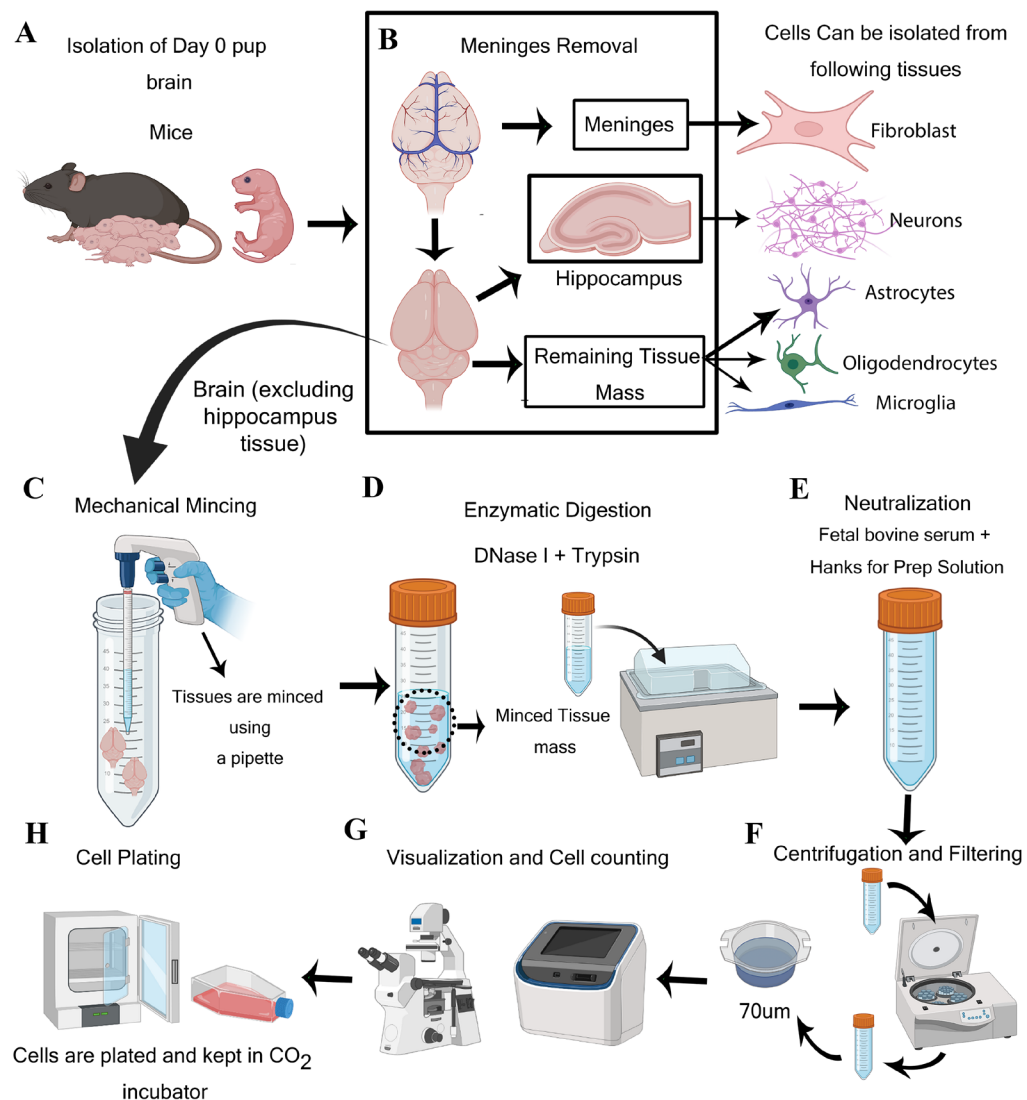 A
Isolation of Day 0 pup
brain
Mice
B
Meninges Removal
Meninges
Hippocampus
Remaining Tissue
Mass
Cells Can be isolated from
following tissues
Fibroblast
Neurons
Astrocytes
Oligodendrocytes
Microglia
Brain (excluding
hippocampus
tissue)
C
Mechanical Mincing
Tissues are minced
using
a pipette
D
Enzymatic Digestion
DNase I + Trypsin
Minced Tissue
mass
E
Neutralization
Fetal bovine serum +
Hanks for Prep Solution
F
Centrifugation and Filtering
70um
G
Visualization and Cell counting
H
Cell Plating
Cells are plated and kept in CO₂
incubator